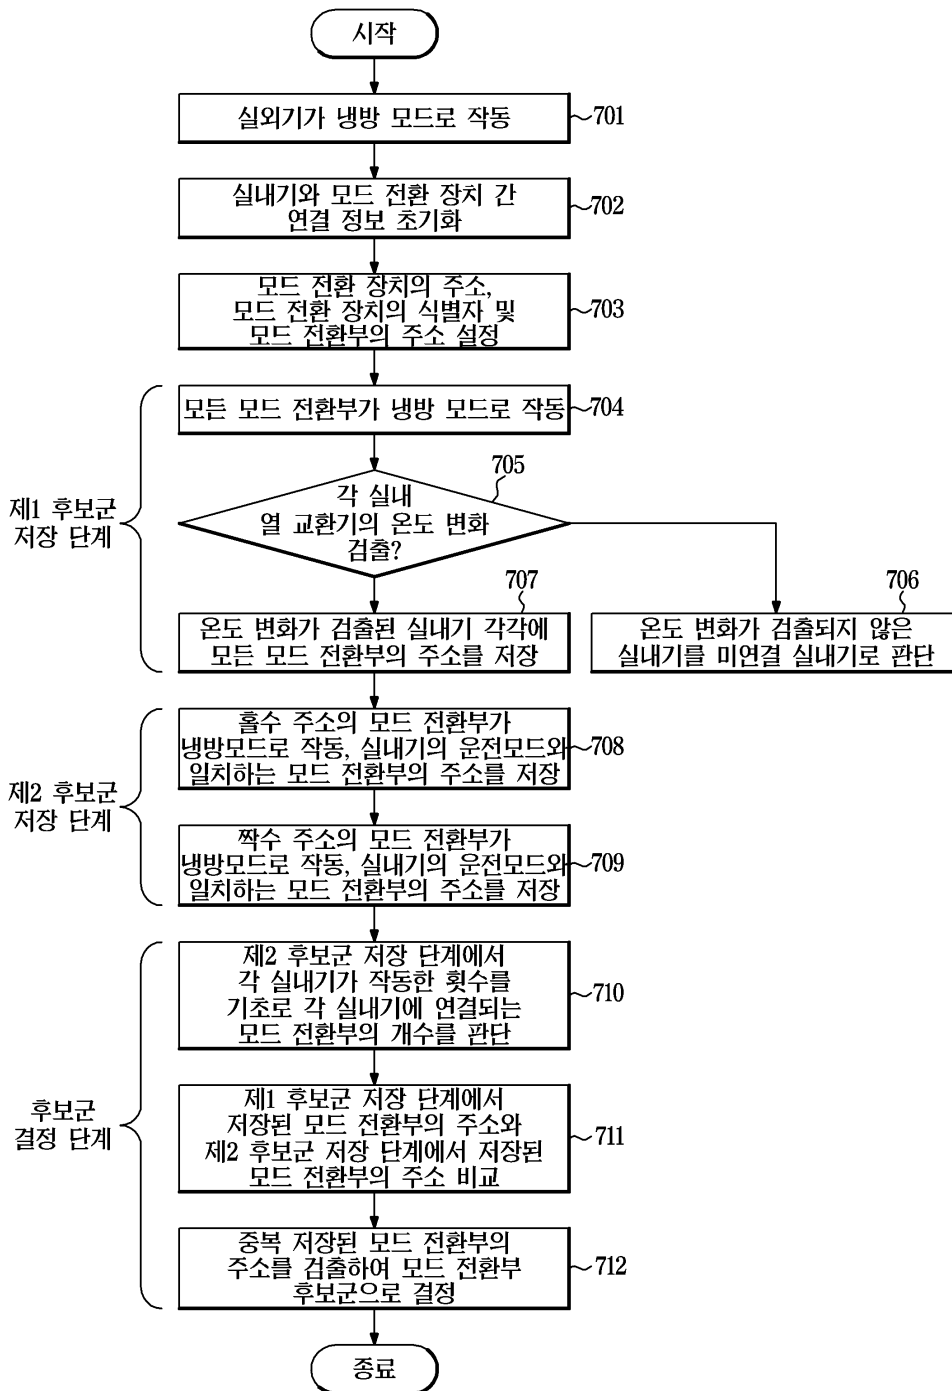 시작
실외기가 냉방 모드로 작동
701
실내기와 모드 전환 장치 간
연결 정보 초기화
702
모드 전환 장치의 주소,
모드 전환 장치의 식별자 및
모드 전환부의 주소 설정
703
제1 후보군
저장 단계
모든 모드 전환부가 냉방 모드로 작동
704
705
각 실내
열 교환기의 온도 변화
검출?
707
온도 변화가 검출된 실내기 각각에
모든 모드 전환부의 주소를 저장
706
온도 변화가 검출되지 않은
실내기를 미연결 실내기로 판단
제2 후보군
저장 단계
홀수 주소의 모드 전환부가
냉방모드로 작동, 실내기의 운전모드와
일치하는 모드 전환부의 주소를 저장
708
짝수 주소의 모드 전환부가
냉방모드로 작동, 실내기의 운전모드와
일치하는 모드 전환부의 주소를 저장
709
후보군
결정 단계
제2 후보군 저장 단계에서
각 실내기가 작동한 횟수를
기초로 각 실내기에 연결되는
모드 전환부의 개수를 판단
710
제1 후보군 저장 단계에서
저장된 모드 전환부의 주소와
제2 후보군 저장 단계에서 저장된
모드 전환부의 주소 비교
711
중복 저장된 모드 전환부의
주소를 검출하여 모드 전환부
후보군으로 결정
712
종료